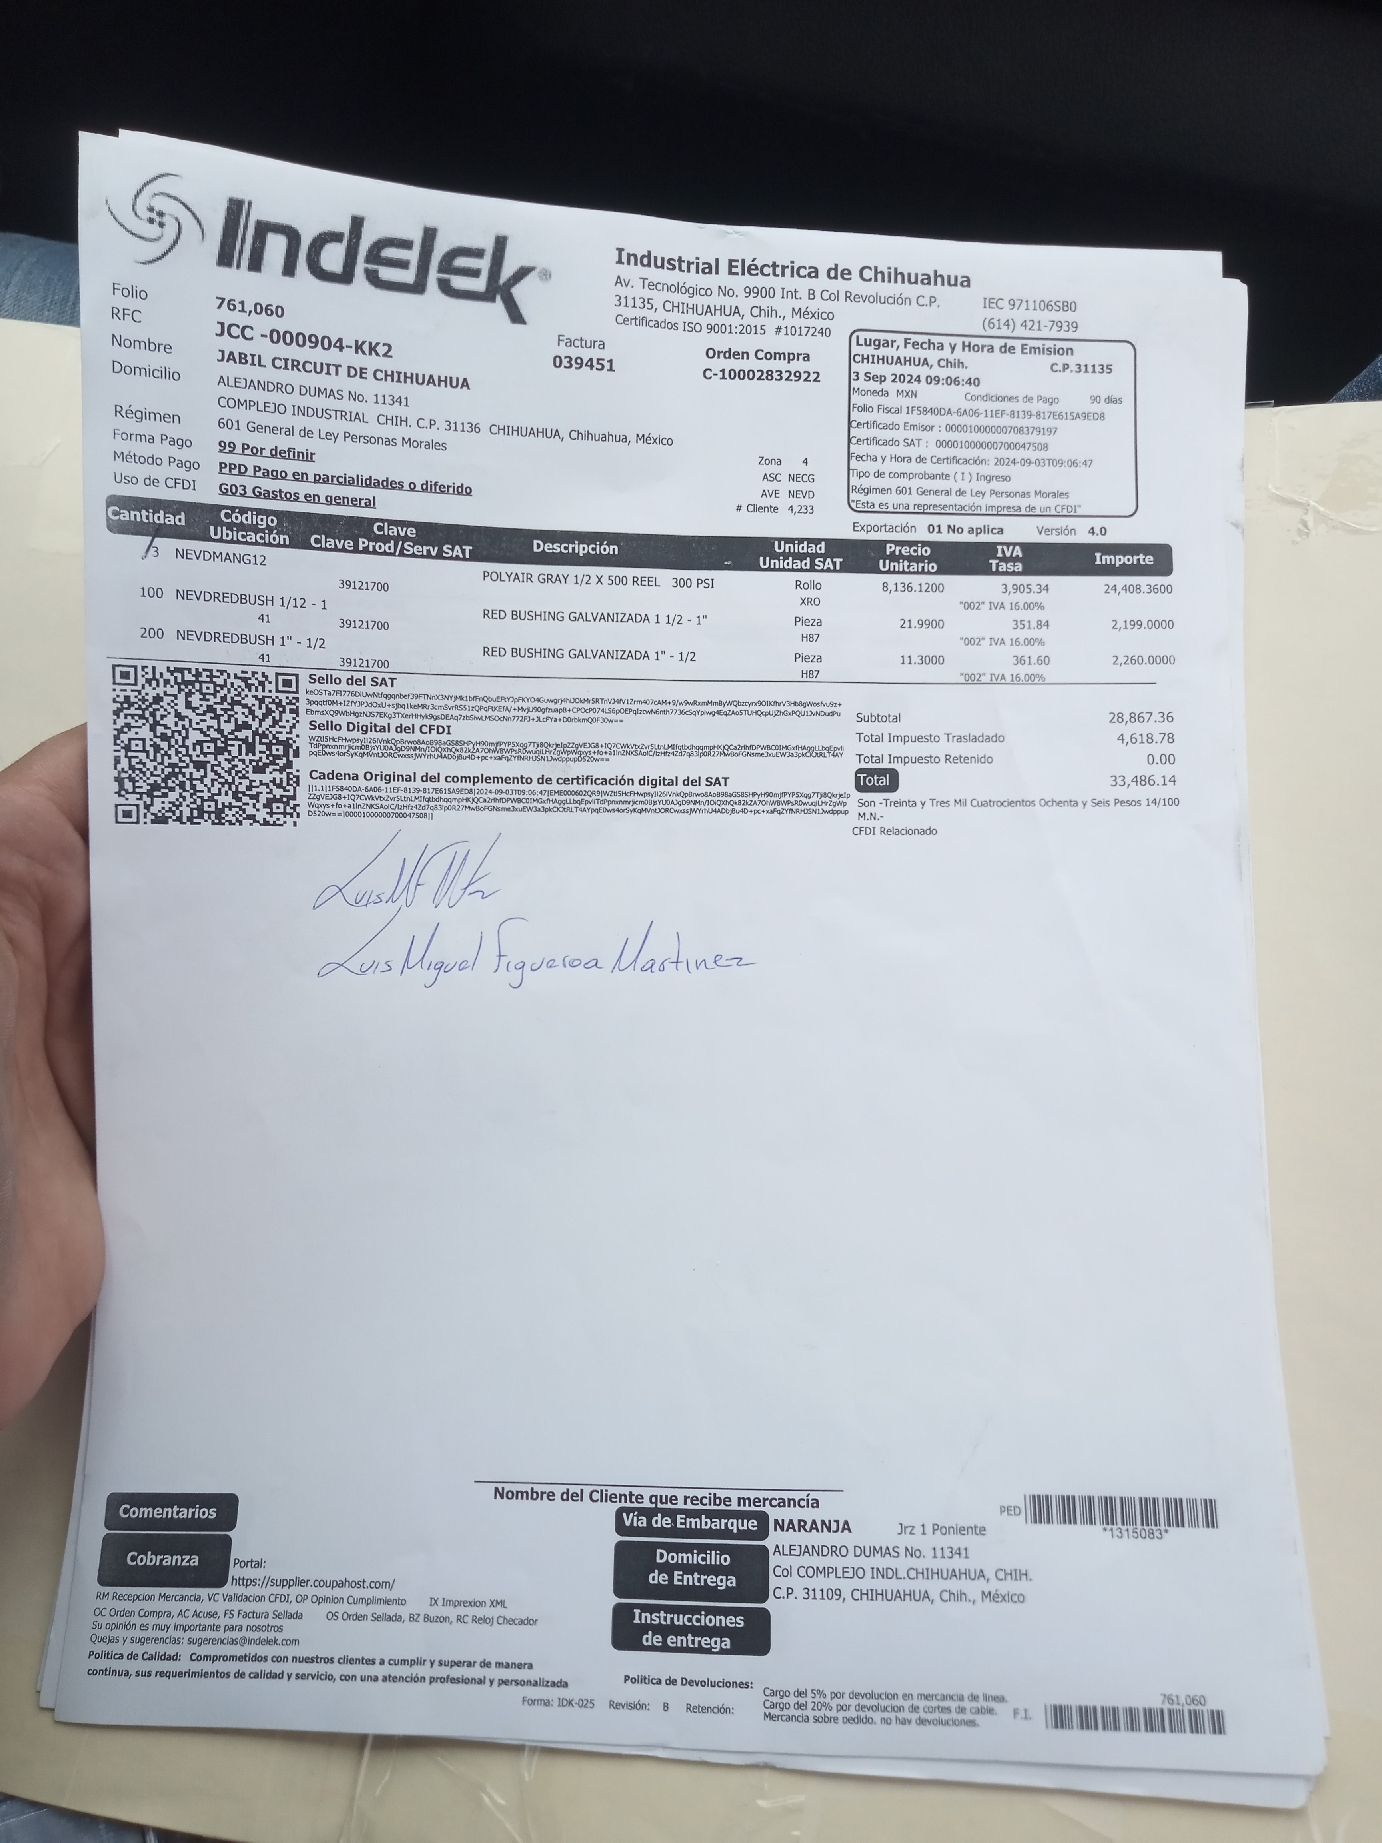 Indelek®
Industrial Eléctrica de Chihuahua
Av. Tecnológico No. 9900 Int. B Col Revolución C.P.
31135, CHIHUAHUA, Chih., México
Certificados ISO 9001:2015 #1017240
IEC 971106SB0
(614) 421-7939
Folio 761,060
RFC JCC -000904-KK2
Nombre JABIL CIRCUIT DE CHIHUAHUA
Domicilio ALEJANDRO DUMAS No. 11341
COMPLEJO INDUSTRIAL CHIH. C.P. 31136 CHIHUAHUA, Chihuahua, México
Régimen 601 General de Ley Personas Morales
Forma Pago 99 Por definir
Método Pago PPD Pago en parcialidades o diferido
Uso de CFDI G03 Gastos en general
Factura
039451
Orden Compra
C-10002832922
Zona 4
ASC NECG
AVE NEVD
# Cliente 4,233
Lugar, Fecha y Hora de Emision
CHIHUAHUA, Chih. C.P.31135
3 Sep 2024 09:06:40
Moneda MXN Condiciones de Pago 90 días
Folio Fiscal 1F5840DA-6A06-11EF-8139-817E615A9ED8
Certificado Emisor : 00001000000708379197
Certificado SAT : 00001000000700047508
Fecha y Hora de Certificación: 2024-09-03T09:06:47
Tipo de comprobante ( I ) Ingreso
Régimen 601 General de Ley Personas Morales
"Esta es una representación impresa de un CFDI"
Exportación 01 No aplica Versión 4.0
Cantidad Código Ubicación Clave Clave Prod/Serv SAT Descripción Unidad Unidad SAT Precio Unitario IVA Tasa Importe
3 NEVDMANG12 39121700 POLYAIR GRAY 1/2 X 500 REEL 300 PSI Rollo 8,136.1200 3,905.34 24,408.3600
XRO "002" IVA 16.00%
100 NEVDREDBUSH 1/12 - 1 39121700 RED BUSHING GALVANIZADA 1 1/2 - 1" Pieza 21.9900 351.84 2,199.0000
41 H87 "002" IVA 16.00%
200 NEVDREDBUSH 1" - 1/2 39121700 RED BUSHING GALVANIZADA 1" - 1/2 Pieza 11.3000 361.60 2,260.0000
41 H87 "002" IVA 16.00%
Sello del SAT
Sello Digital del CFDI
Cadena Original del complemento de certificación digital del SAT
Subtotal 28,867.36
Total Impuesto Trasladado 4,618.78
Total Impuesto Retenido 0.00
Total 33,486.14
Son -Treinta y Tres Mil Cuatrocientos Ochenta y Seis Pesos 14/100
M.N.-
CFDI Relacionado
Luis Miguel Figueroa Martinez
Nombre del Cliente que recibe mercancía
Comentarios
Cobranza
Portal:
https://supplier.coupahost.com/
RM Recepcion Mercancia, VC Validacion CFDI, OP Opinion Cumplimiento IX Imprexion XML
OC Orden Compra, AC Acuse, FS Factura Sellada OS Orden Sellada, BZ Buzon, RC Reloj Checador
Su opinión es muy importante para nosotros
Quejas y sugerencias: sugerencias@indelek.com
Politica de Calidad: Comprometidos con nuestros clientes a cumplir y superar de manera
continua, sus requerimientos de calidad y servicio, con una atención profesional y personalizada
Vía de Embarque NARANJA Jrz 1 Poniente
PED
*1315083*
Domicilio de Entrega
ALEJANDRO DUMAS No. 11341
Col COMPLEJO INDL.CHIHUAHUA, CHIH.
C.P. 31109, CHIHUAHUA, Chih., México
Instrucciones de entrega
Forma: IDK-025 Revisión: B Retención:
Politica de Devoluciones:
Cargo del 5% por devolucion en mercancia de linea.
Cargo del 20% por devolucion de cortes de cable.
Mercancia sobre pedido, no hay devoluciones.
F.I.
761,060